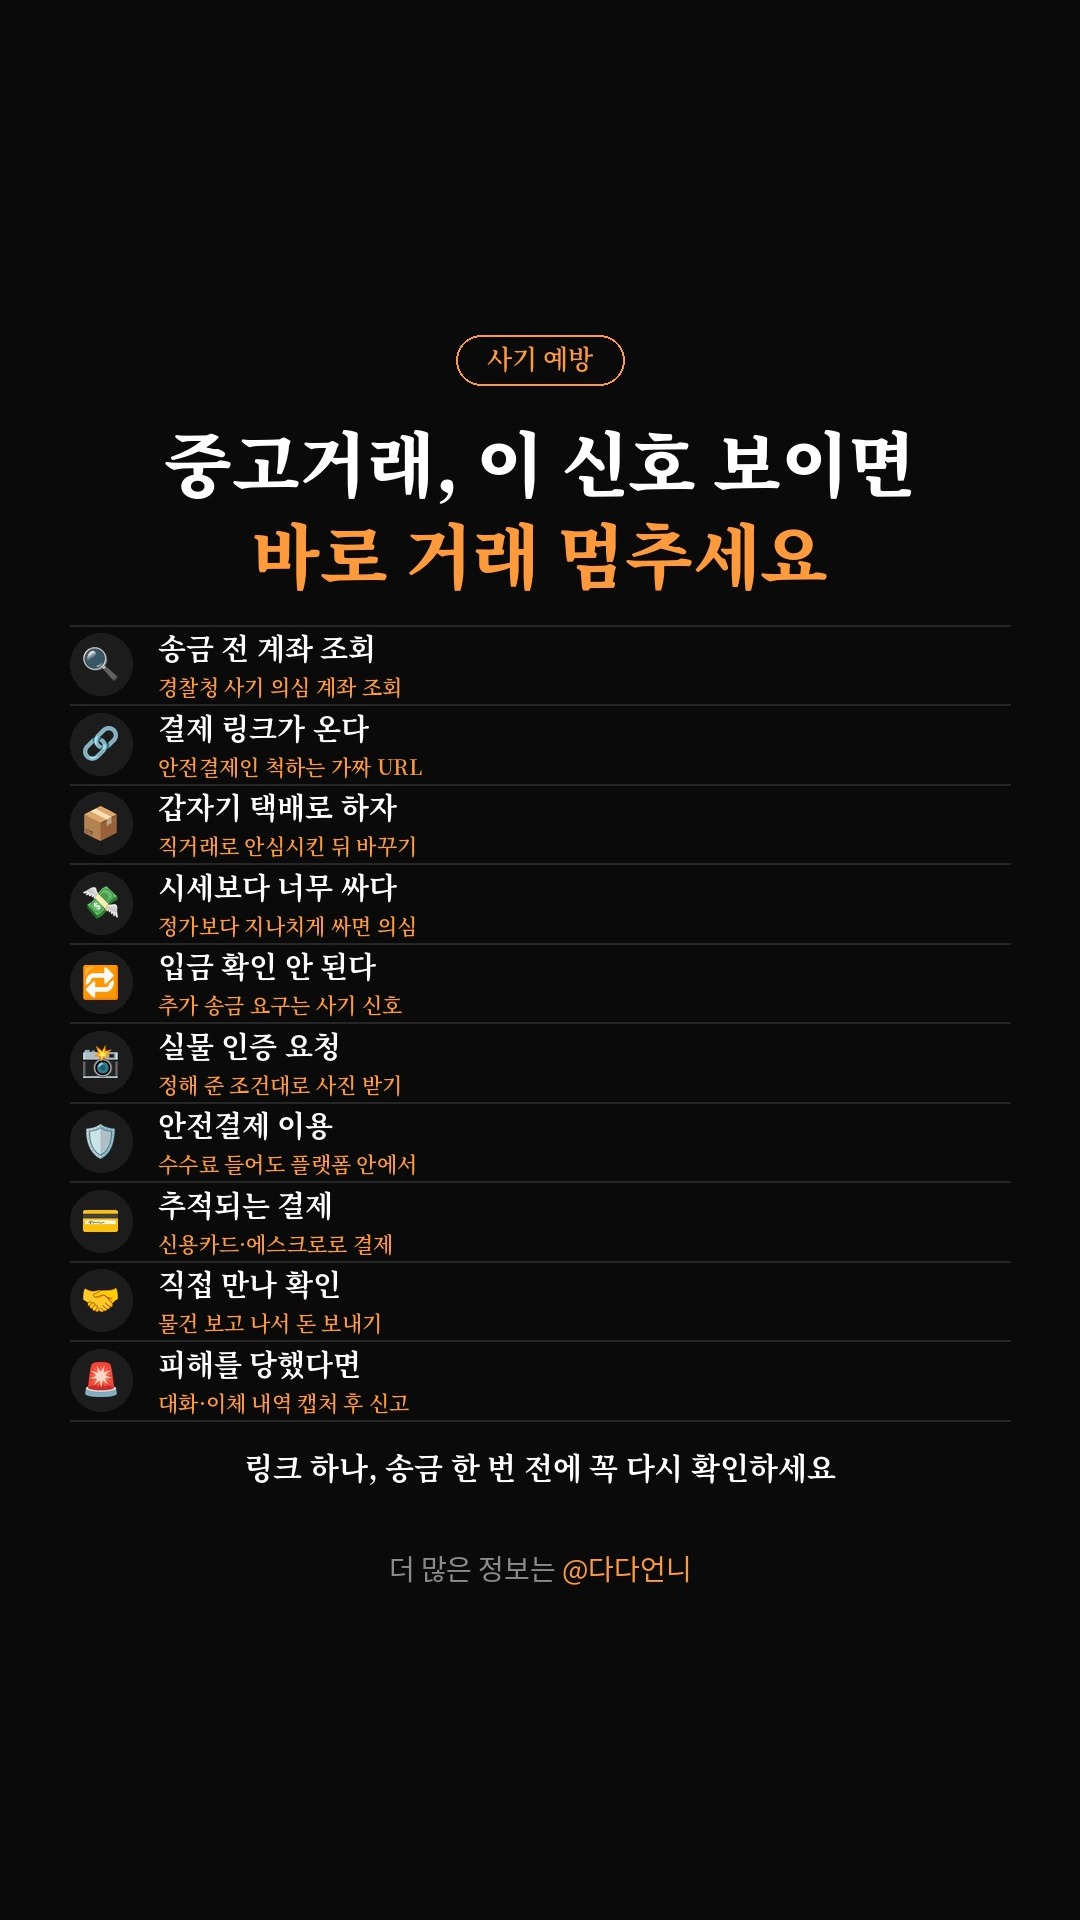 사기 예방
중고거래, 이 신호 보이면
바로 거래 멈추세요
송금 전 계좌 조회
경찰청 사기 의심 계좌 조회
결제 링크가 온다
안전결제인 척하는 가짜 URL
갑자기 택배로 하자
직거래로 안심시킨 뒤 바꾸기
시세보다 너무 싸다
정가보다 지나치게 싸면 의심
입금 확인 안 된다
추가 송금 요구는 사기 신호
실물 인증 요청
정해 준 조건대로 사진 받기
안전결제 이용
수수료 들어도 플랫폼 안에서
추적되는 결제
신용카드·에스크로로 결제
직접 만나 확인
물건 보고 나서 돈 보내기
피해를 당했다면
대화·이체 내역 캡처 후 신고
링크 하나, 송금 한 번 전에 꼭 다시 확인하세요
더 많은 정보는 @다다언니